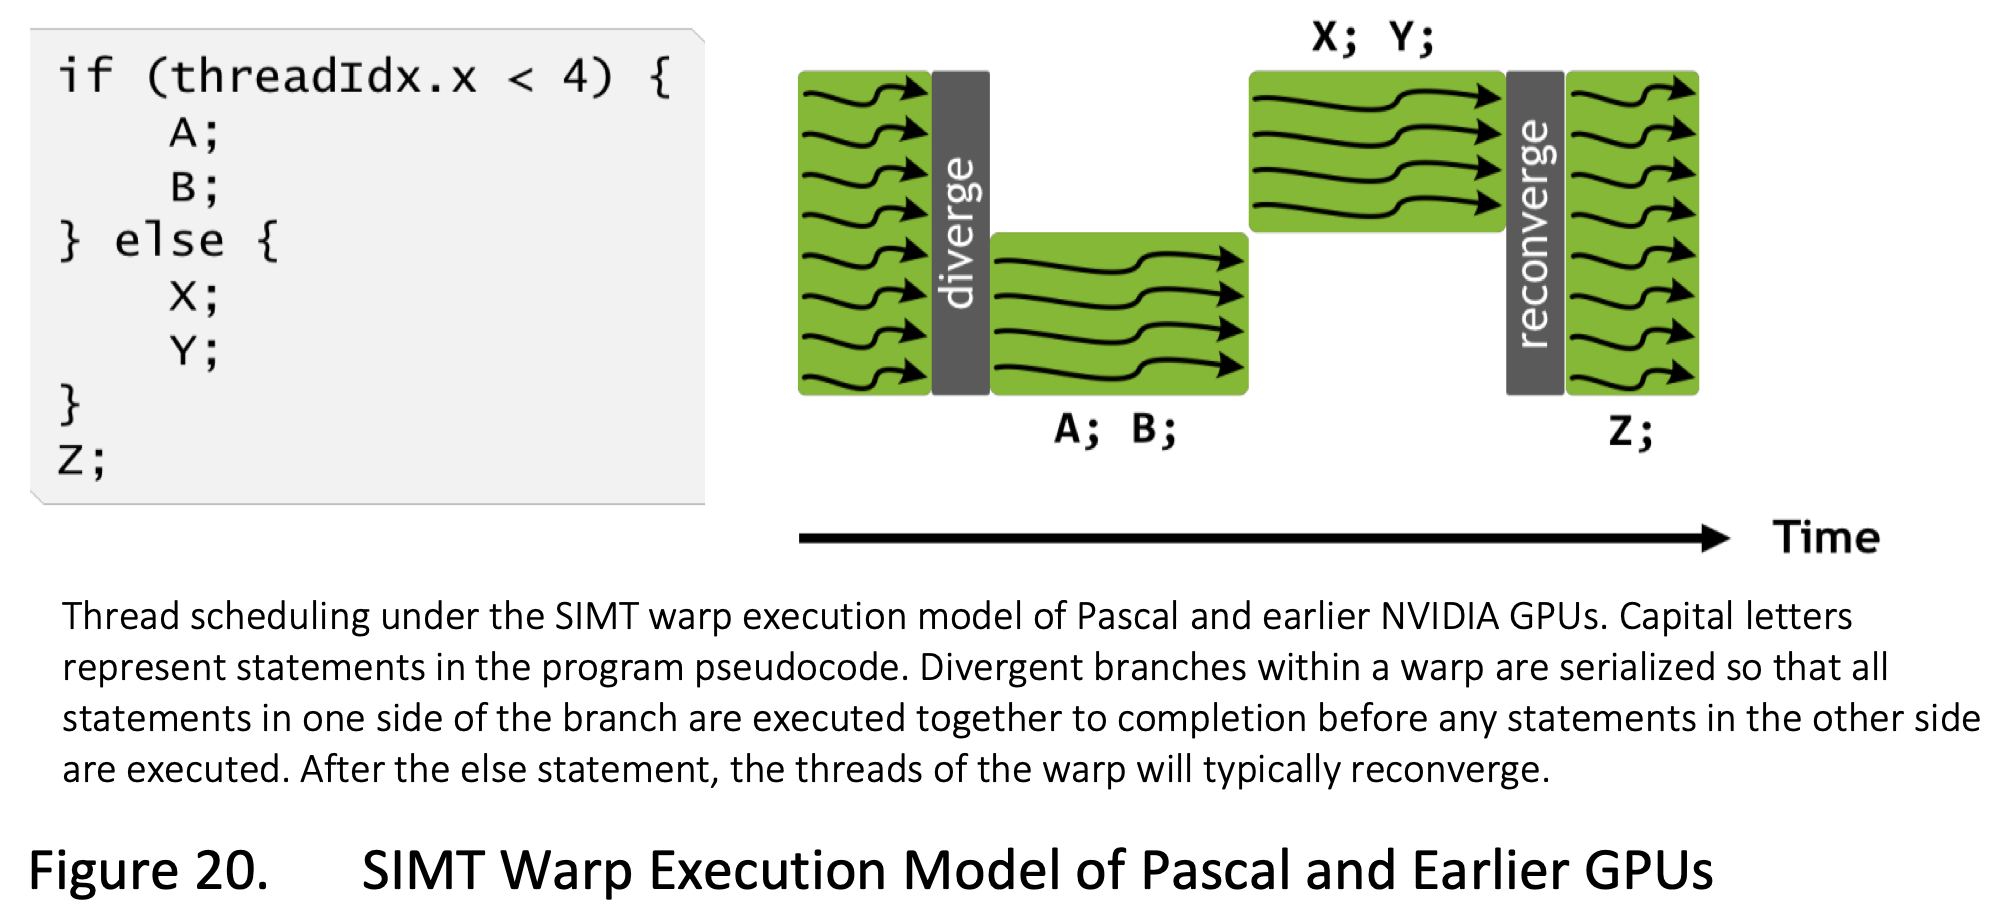 if (threadIdx.x < 4) {
A;
B;
} else {
X;
Y;
}
Z;
X; Y;
diverge
reconverge
A; B;
Z;
Time
Thread scheduling under the SIMT warp execution model of Pascal and earlier NVIDIA GPUs. Capital letters
represent statements in the program pseudocode. Divergent branches within a warp are serialized so that all
statements in one side of the branch are executed together to completion before any statements in the other side
are executed. After the else statement, the threads of the warp will typically reconverge.
Figure 20. SIMT Warp Execution Model of Pascal and Earlier GPUs